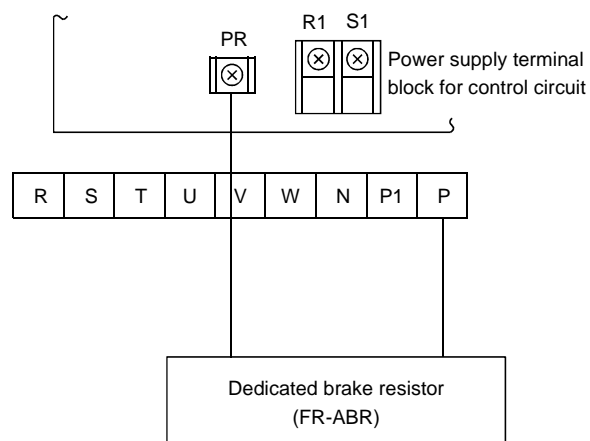 R1 S1
PR
Power supply terminal
block for control circuit
R S T U V W N P1 P
Dedicated brake resistor
(FR-ABR)